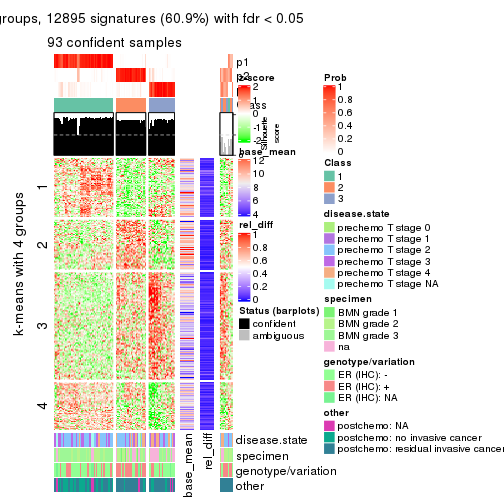 groups, 12895 signatures (60.9%) with fdr < 0.05
93 confident samples
p1
p2
z-score
2
1
0
-1
-2
Class
Silhouette
score
base_mean
12
10
8
6
4
rel_diff
1
0.8
0.6
0.4
0.2
0
Status (barplots)
confident
ambiguous
Prob
1
0.8
0.6
0.4
0.2
0
Class
1
2
3
disease.state
prechemo T stage 0
prechemo T stage 1
prechemo T stage 2
prechemo T stage 3
prechemo T stage 4
prechemo T stage NA
specimen
BMN grade 1
BMN grade 2
BMN grade 3
na
genotype/variation
ER (IHC): -
ER (IHC): +
ER (IHC): NA
other
postchemo: NA
postchemo: no invasive cancer
postchemo: residual invasive cancer
k-means with 4 groups
1
2
3
4
base_mean
rel_diff
disease.state
specimen
genotype/variation
other